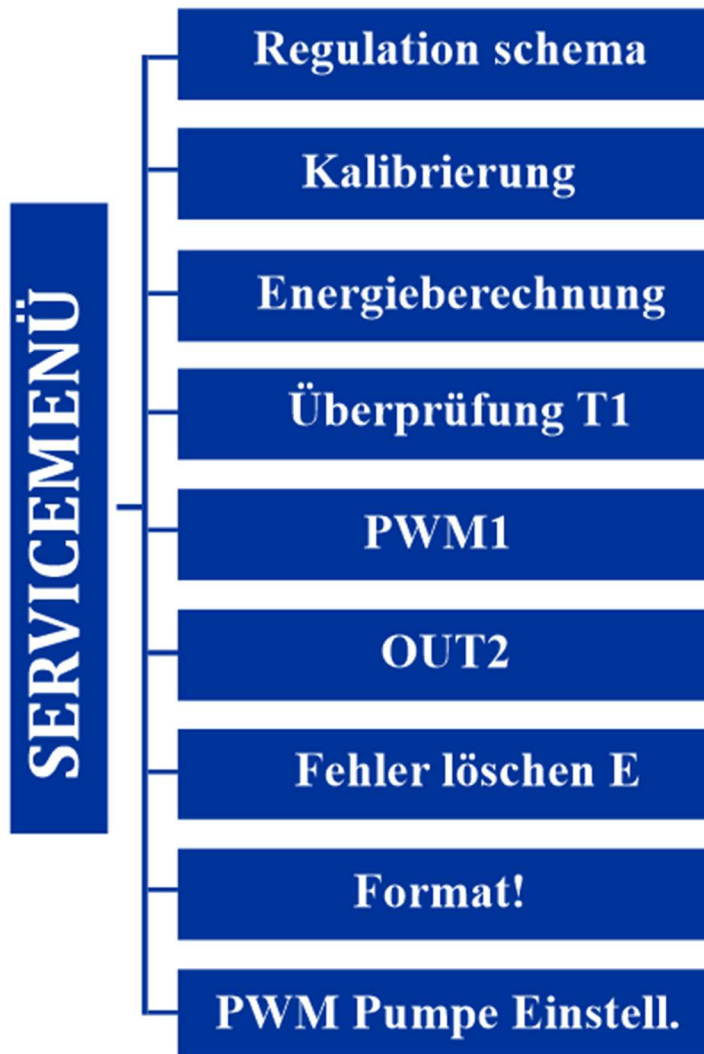 SERVICEMENÜ
Regulation schema
Kalibrierung
Energieberechnung
Überprüfung T1
PWM1
OUT2
Fehler löschen E
Format!
PWM Pumpe Einstell.